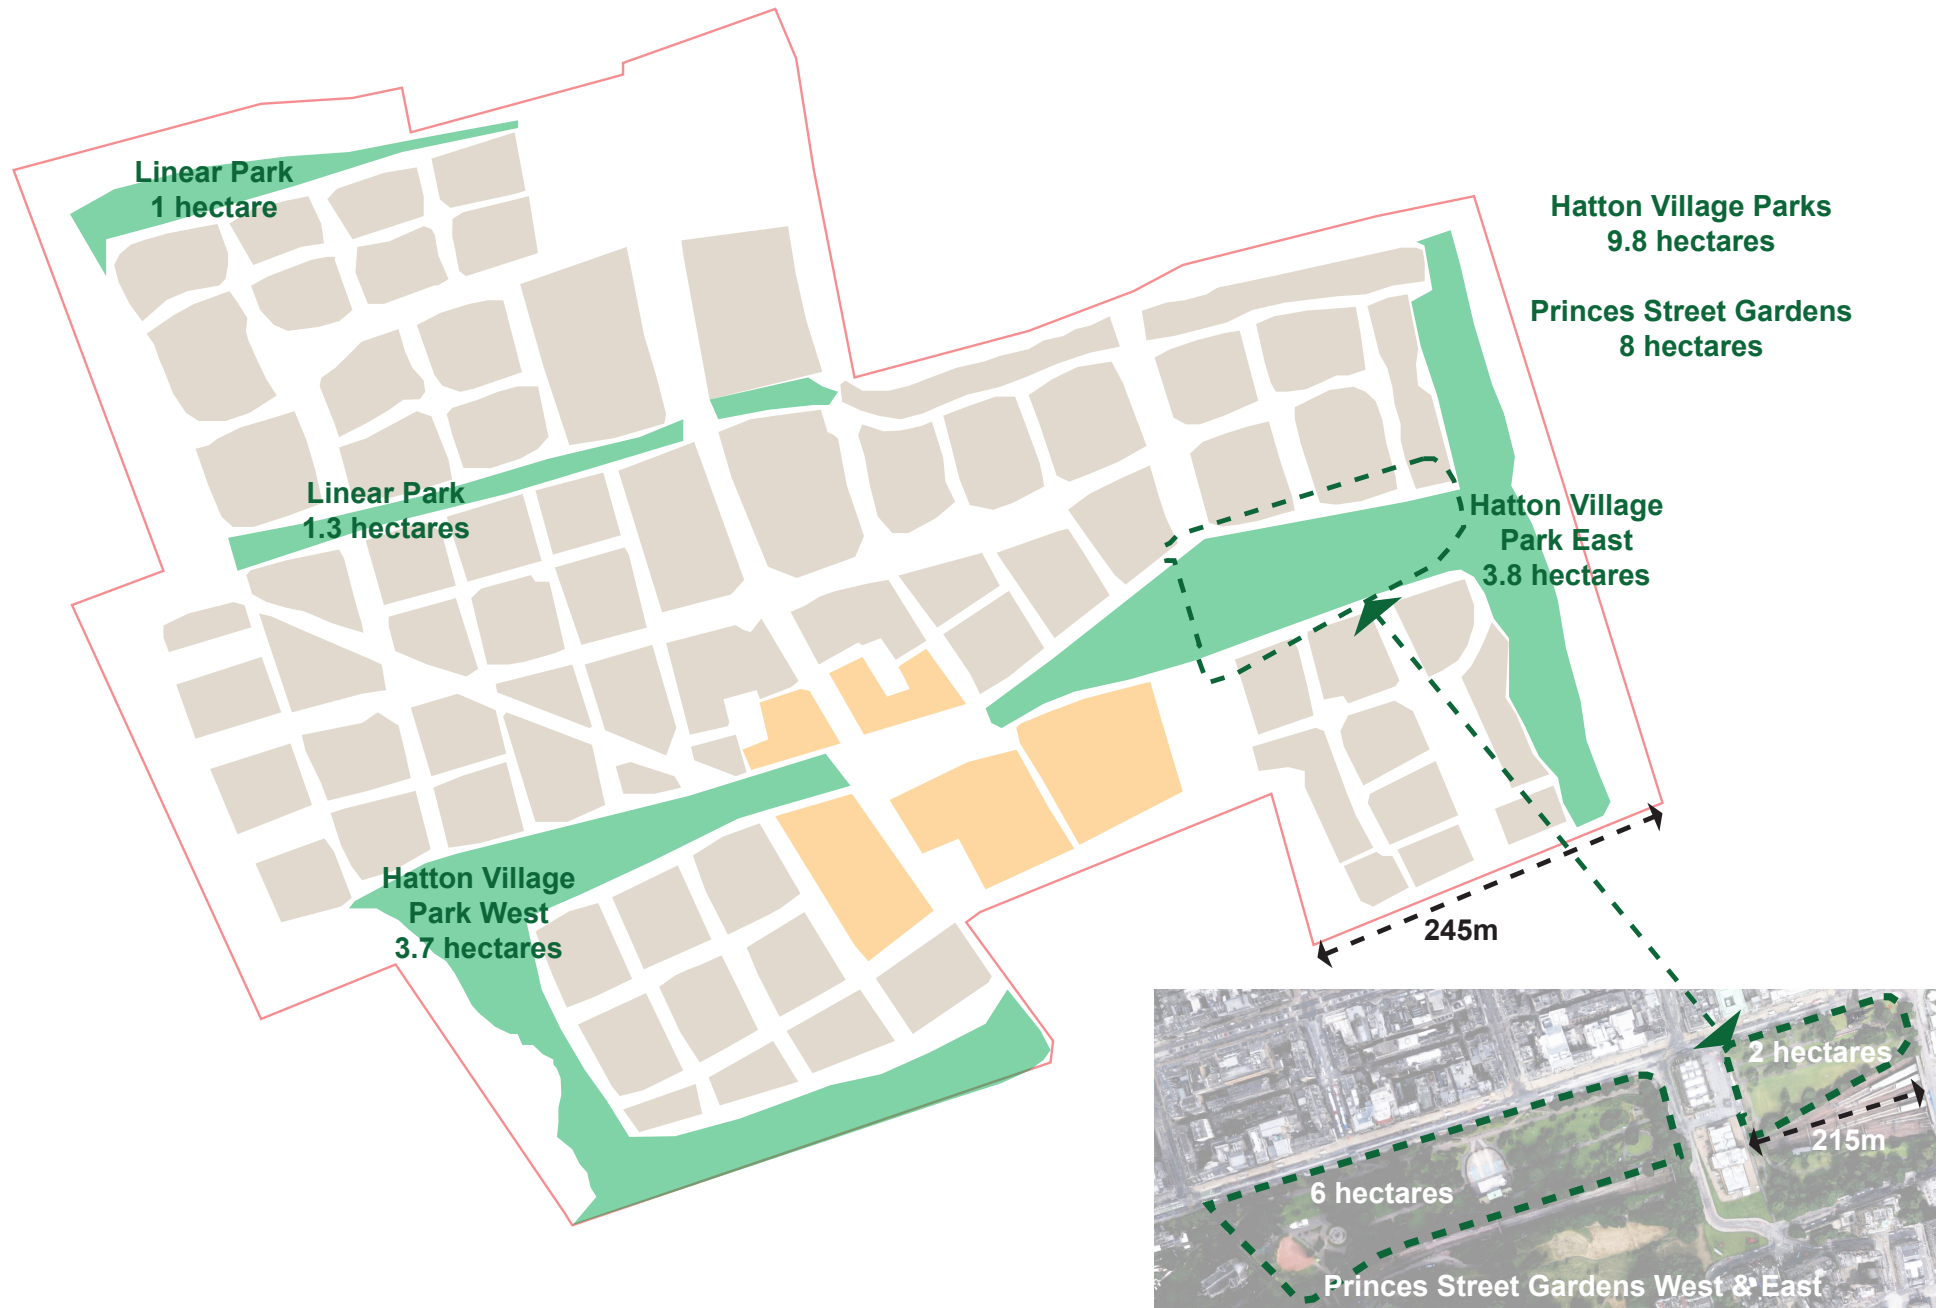 Linear Park
1 hectare
Hatton Village Parks
9.8 hectares
Princes Street Gardens
8 hectares
Linear Park
1.3 hectares
Hatton Village
Park East
3.8 hectares
Hatton Village
Park West
3.7 hectares
245m
2 hectares
215m
6 hectares
Princes Street Gardens West & East